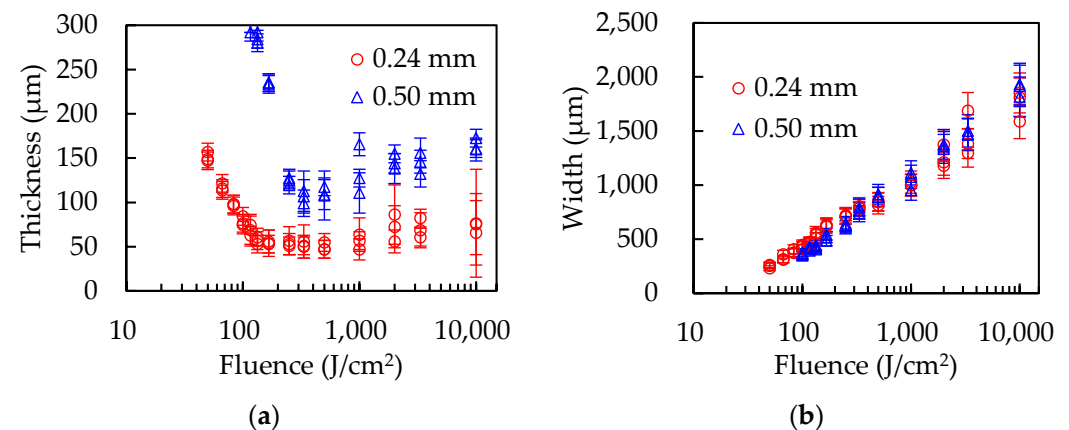 300
250
200
150
100
50
0
Thickness (µm)
0.24 mm
0.50 mm
10
100
1,000
10,000
Fluence (J/cm²)
(a)
2,500
2,000
1,500
1,000
500
0
Width (µm)
0.24 mm
0.50 mm
10
100
1,000
10,000
Fluence (J/cm²)
(b)